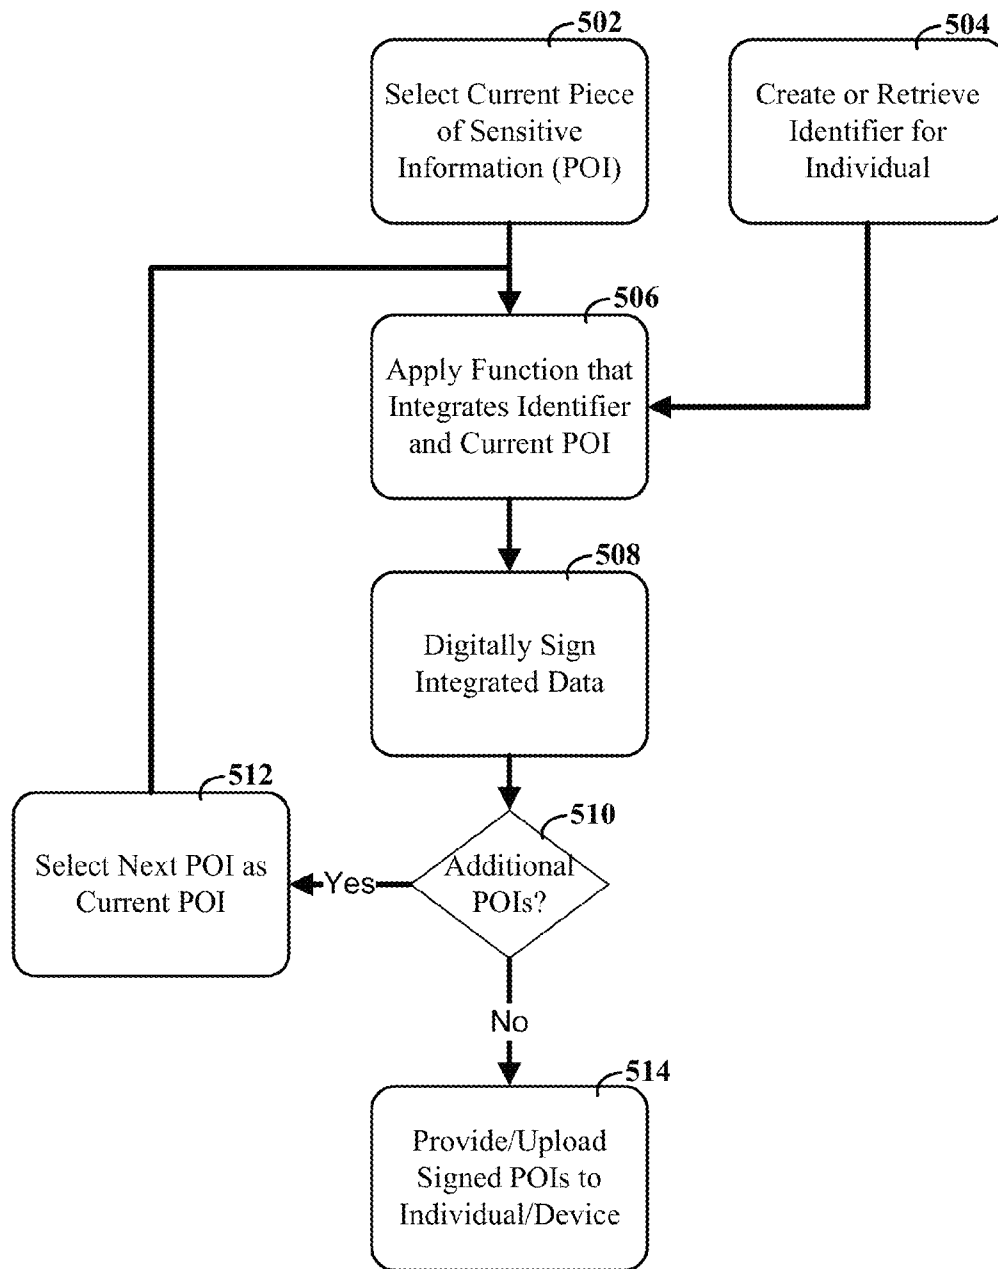 502
Select Current Piece
of Sensitive
Information (POI)
504
Create or Retrieve
Identifier for
Individual
506
Apply Function that
Integrates Identifier
and Current POI
508
Digitally Sign
Integrated Data
510
Additional
POIs?
Yes
512
Select Next POI as
Current POI
No
514
Provide/Upload
Signed POIs to
Individual/Device